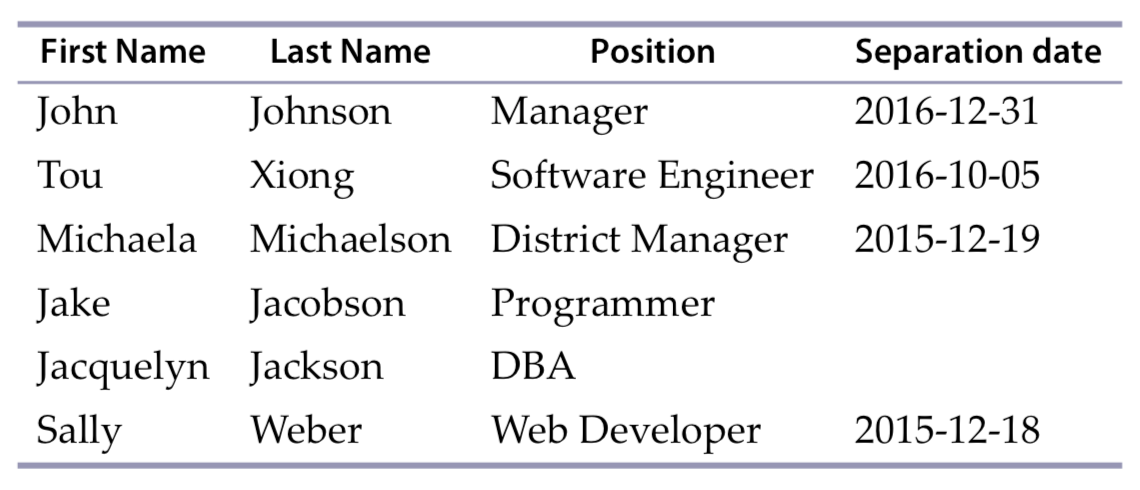 First Name Last Name Position Separation date
John Johnson Manager 2016-12-31
Tou Xiong Software Engineer 2016-10-05
Michaela Michaelson District Manager 2015-12-19
Jake Jacobson Programmer
Jacquelyn Jackson DBA
Sally Weber Web Developer 2015-12-18